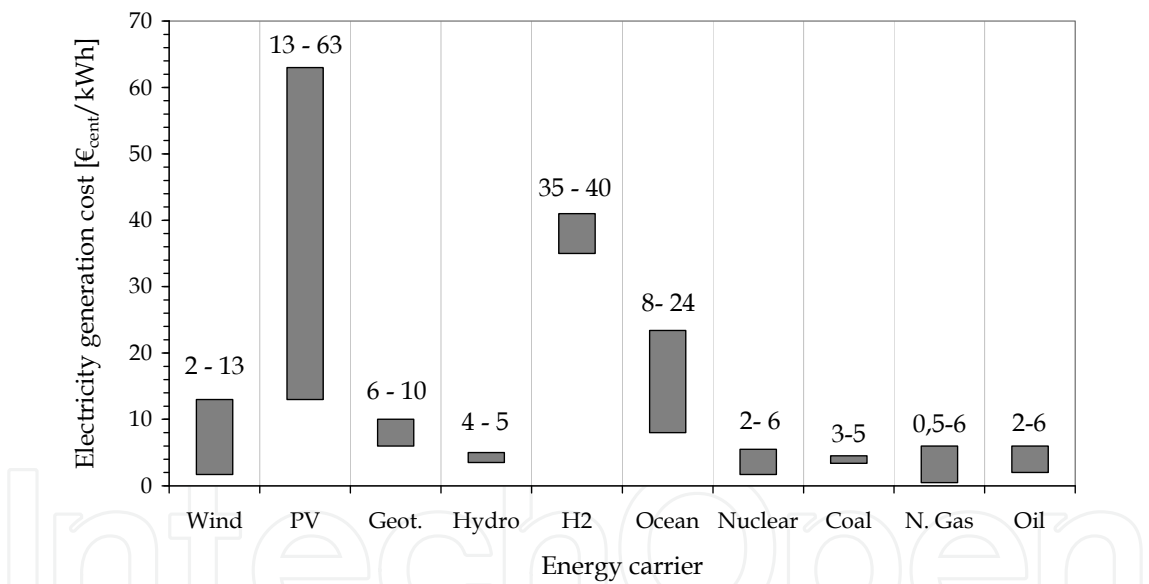 Electricity generation cost [€cent/ kWh]
70
60
50
40
30
20
10
0
2 - 13
13 - 63
6 - 10
4 - 5
35 - 40
8- 24
2- 6
3-5
0,5-6
2-6
Wind PV Geot. Hydro H2 Ocean Nuclear Coal N. Gas Oil
Energy carrier
IntechOpen